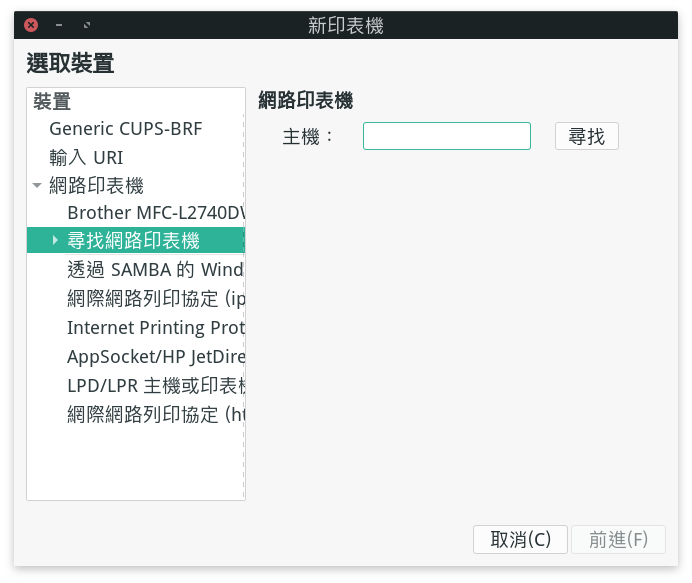 新印表機
選取裝置
裝置
Generic CUPS-BRF
輸入 URI
網路印表機
Brother MFC-L2740DW
尋找網路印表機
透過 SAMBA 的 Wind
網際網路列印協定 (ip
Internet Printing Prot
AppSocket/HP JetDire
LPD/LPR 主機或印表機
網際網路列印協定 (ht
網路印表機
主機：
尋找
取消(C)
前進(F)